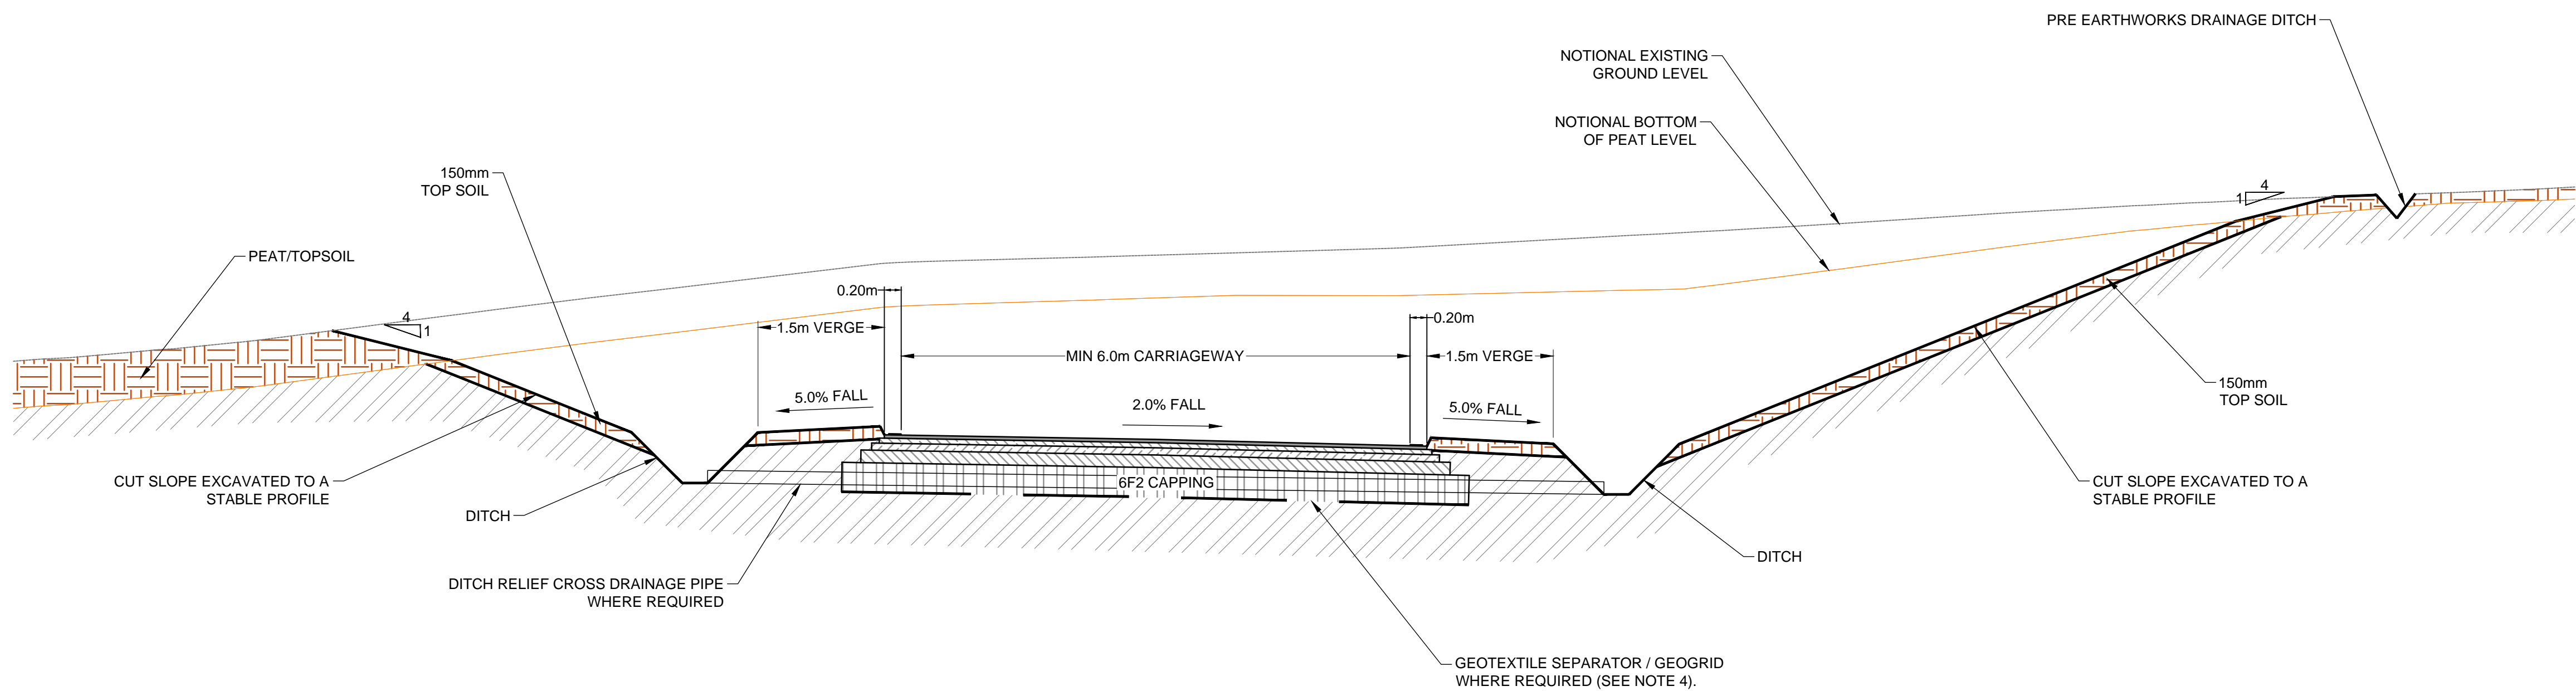 PRE EARTHWORKS DRAINAGE DITCH
NOTIONAL EXISTING
GROUND LEVEL
NOTIONAL BOTTOM
OF PEAT LEVEL
150mm
TOP SOIL
4
1
PEAT/TOPSOIL
0.20m
4
1
1.5m VERGE
0.20m
MIN 6.0m CARRIAGEWAY
1.5m VERGE
150mm
TOP SOIL
5.0% FALL
2.0% FALL
5.0% FALL
CUT SLOPE EXCAVATED TO A
STABLE PROFILE
6F2 CAPPING
CUT SLOPE EXCAVATED TO A
STABLE PROFILE
DITCH
DITCH
DITCH RELIEF CROSS DRAINAGE PIPE
WHERE REQUIRED
GEOTEXTILE SEPARATOR / GEOGRID
WHERE REQUIRED (SEE NOTE 4).